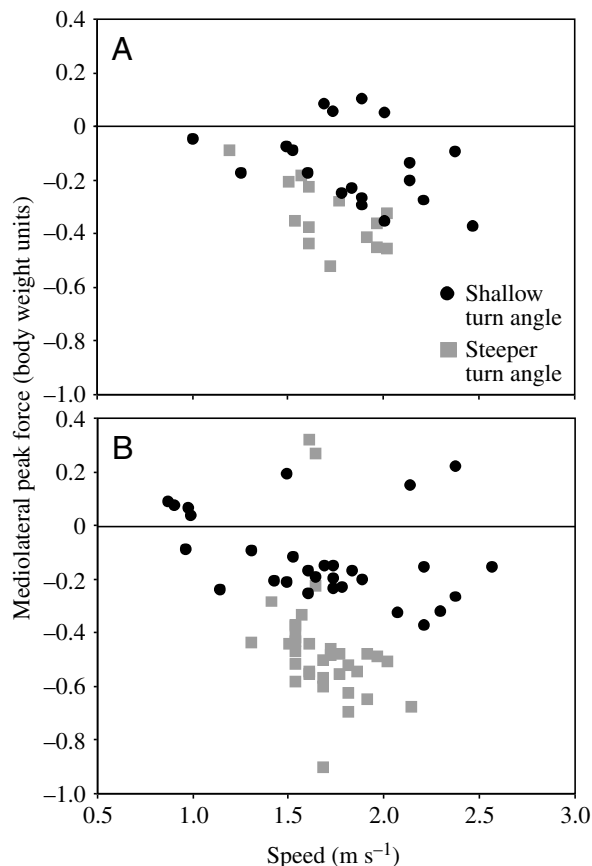 0.4
A
0.2
0
−0.2
−0.4
−0.6
−0.8
−1.0
Shallow
turn angle
Steeper
turn angle
Mediolateral peak force (body weight units)
0.4
B
0.2
0
−0.2
−0.4
−0.6
−0.8
−1.0
0.5 1.0 1.5 2.0 2.5 3.0
Speed (m s⁻¹)